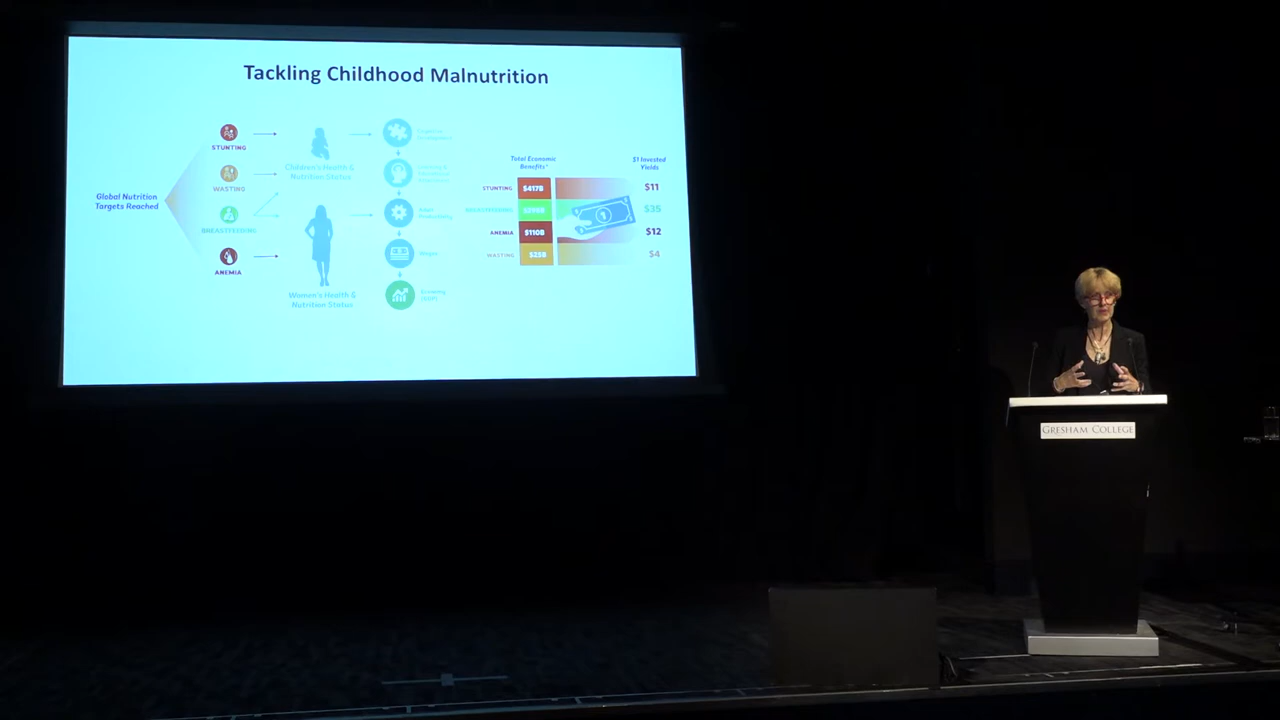 Tackling Childhood Malnutrition
STUNTING
WASTING
BREASTFEEDING
ANEMIA
Global Nutrition
Targets Reached
Children's Health &
Nutrition Status
Women's Health &
Nutrition Status
Total Economic
Benefits*
$1 Invested
Yields
STUNTING $417B $11
BREASTFEEDING $35
ANEMIA $110B $12
WASTING $25B $4
GRESHAM COLLEGE